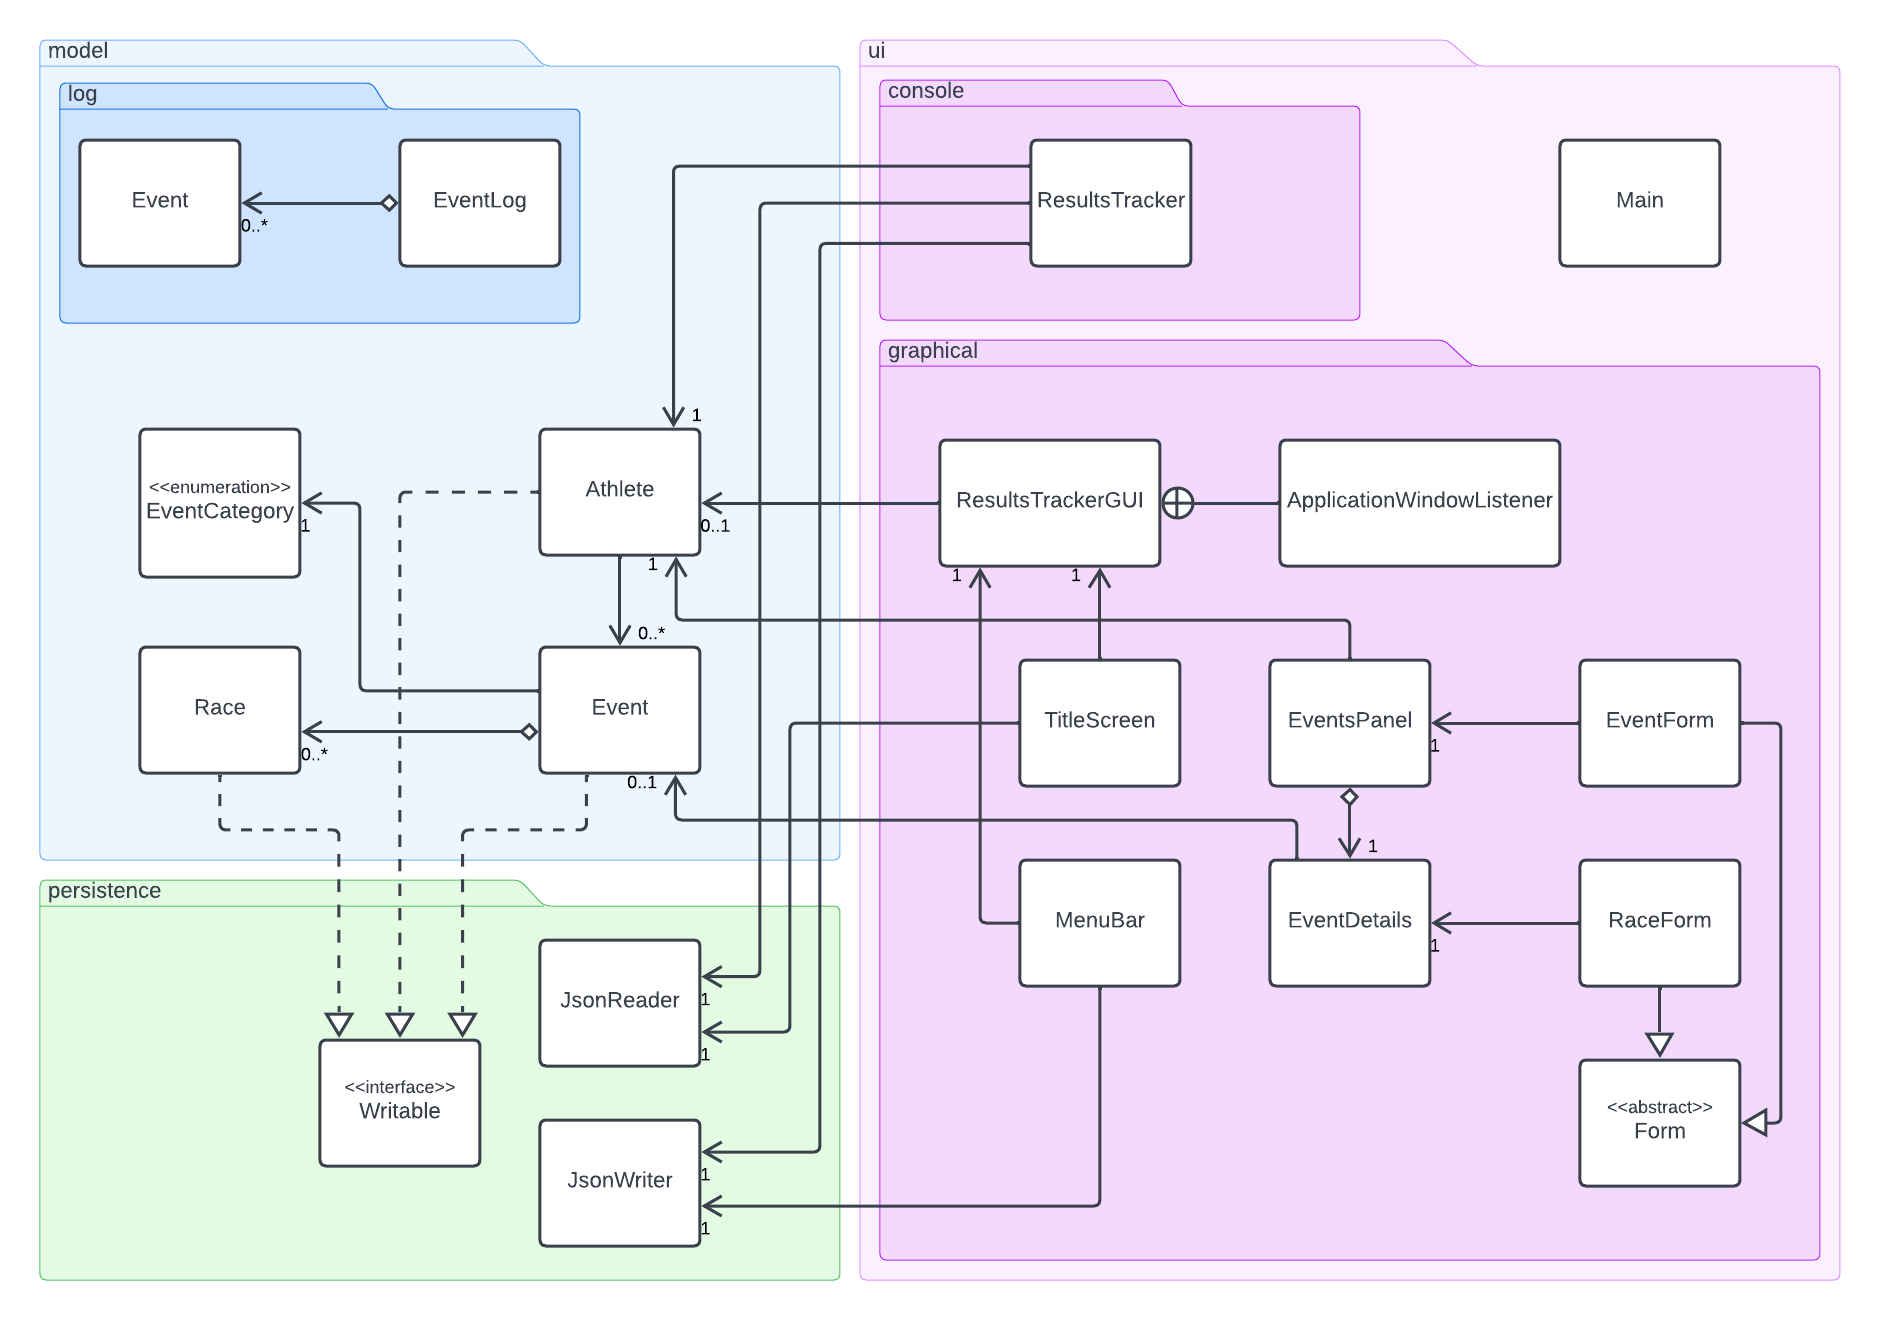 model
log
Event
0..*
EventLog
<<enumeration>>
EventCategory
1
Athlete
1
0..1
1
0..*
Race
0..*
Event
0..1
persistence
<<interface>>
Writable
JsonReader
1
1
JsonWriter
1
1
ui
console
ResultsTracker
Main
graphical
ResultsTrackerGUI
ApplicationWindowListener
1
1
TitleScreen
EventsPanel
1
EventForm
1
MenuBar
EventDetails
1
RaceForm
<<abstract>>
Form